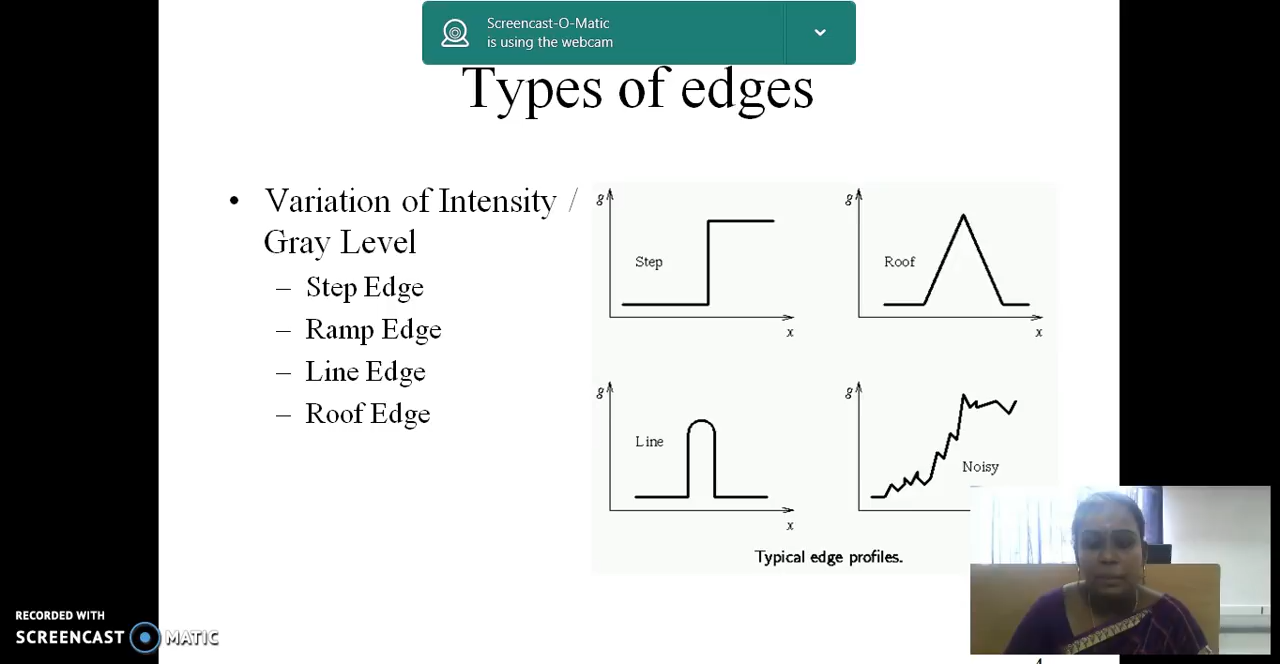 Screencast-O-Matic
is using the webcam
Types of edges
• Variation of Intensity /
Gray Level
– Step Edge
– Ramp Edge
– Line Edge
– Roof Edge
g
Step
x
g
Roof
x
g
Line
x
g
Noisy
Typical edge profiles.
RECORDED WITH
SCREENCAST MATIC